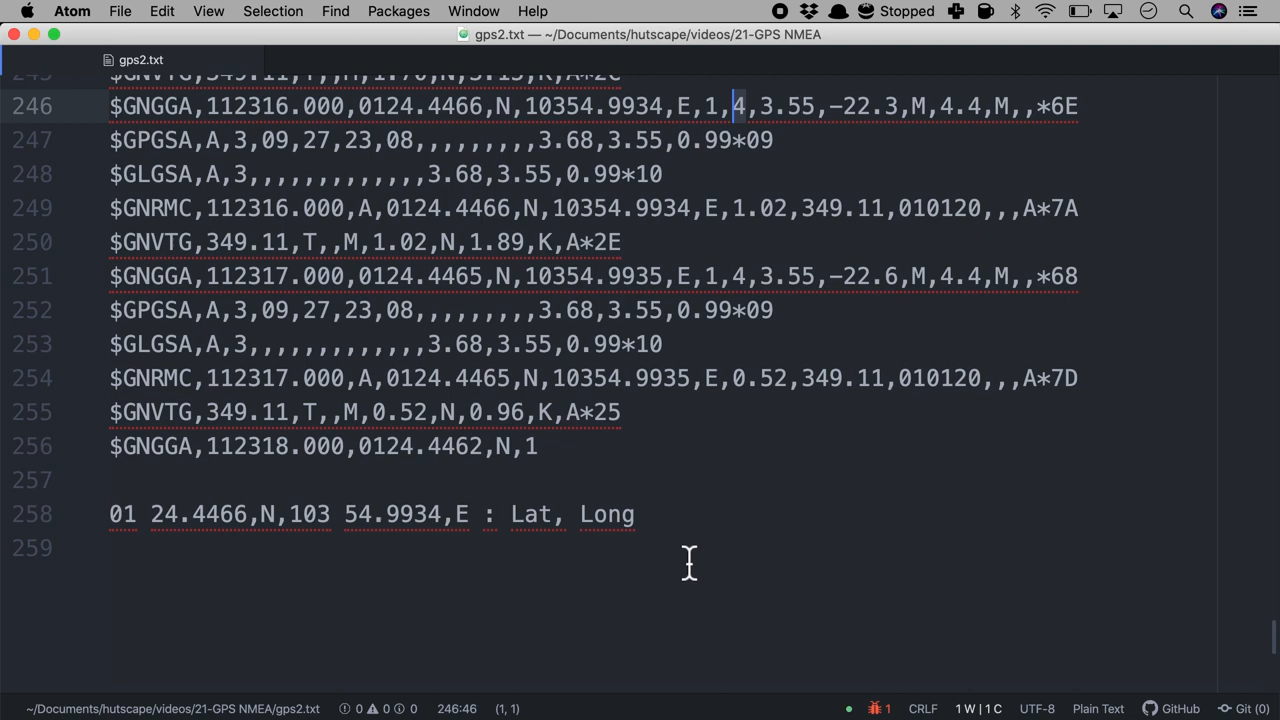 Atom File Edit View Selection Find Packages Window Help Stopped
gps2.txt — ~/Documents/hutscape/videos/21-GPS NMEA
gps2.txt
245 $GNVTG,349.11,T,,M,1.70,N,3.15,K,A*2C
246 $GNGGA,112316.000,0124.4466,N,10354.9934,E,1,4,3.55,-22.3,M,4.4,M,,*6E
247 $GPGSA,A,3,09,27,23,08,,,,,,,,,3.68,3.55,0.99*09
248 $GLGSA,A,3,,,,,,,,,,,,,3.68,3.55,0.99*10
249 $GNRMC,112316.000,A,0124.4466,N,10354.9934,E,1.02,349.11,010120,,,A*7A
250 $GNVTG,349.11,T,,M,1.02,N,1.89,K,A*2E
251 $GNGGA,112317.000,0124.4465,N,10354.9935,E,1,4,3.55,-22.6,M,4.4,M,,*68
252 $GPGSA,A,3,09,27,23,08,,,,,,,,,3.68,3.55,0.99*09
253 $GLGSA,A,3,,,,,,,,,,,,,3.68,3.55,0.99*10
254 $GNRMC,112317.000,A,0124.4465,N,10354.9935,E,0.52,349.11,010120,,,A*7D
255 $GNVTG,349.11,T,,M,0.52,N,0.96,K,A*25
256 $GNGGA,112318.000,0124.4462,N,1
257
258 01 24.4466,N,103 54.9934,E : Lat, Long
259
~/Documents/hutscape/videos/21-GPS NMEA/gps2.txt 0 0 0 246:46 (1, 1) 1 CRLF 1 W | 1 C UTF-8 Plain Text GitHub Git (0)